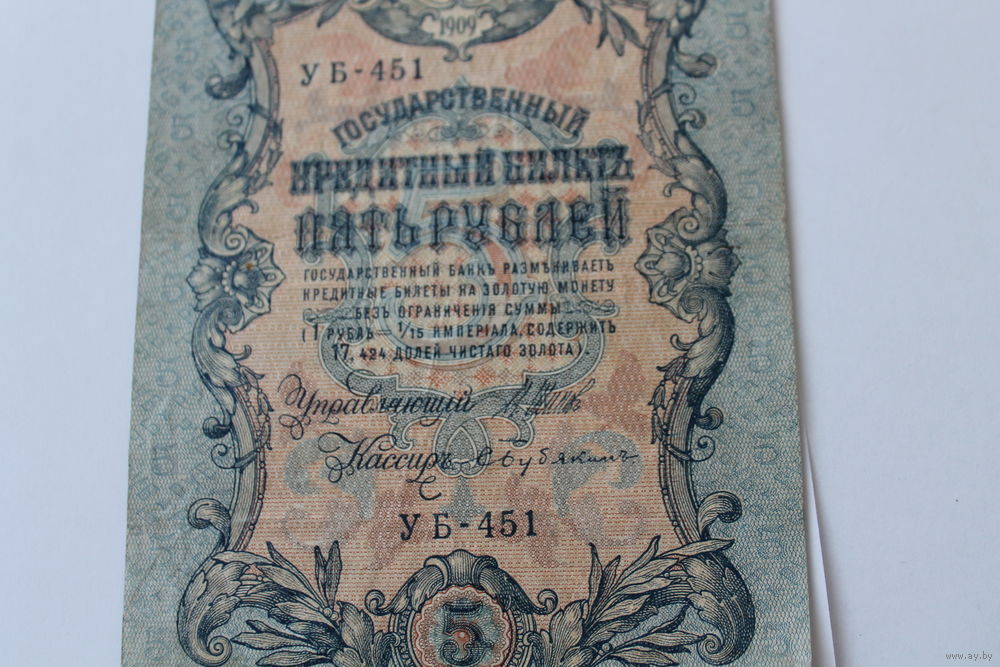 1909
УБ-451
ГОСУДАРСТВЕННЫЙ
КРЕДИТНЫЙ БИЛЕТЪ
ПЯТЬ РУБЛЕЙ
ГОСУДАРСТВЕННЫЙ БАНКЪ РАЗМѢНИВАЕТЪ
КРЕДИТНЫЕ БИЛЕТЫ НА ЗОЛОТУЮ МОНЕТУ
БЕЗЪ ОГРАНИЧЕНІЯ СУММЫ
(1 РУБЛЬ = 1/15 ИМПЕРІАЛА, СОДЕРЖИТЪ
17,424 ДОЛЕЙ ЧИСТАГО ЗОЛОТА).
Управляющій
Кассиръ
УБ-451
5
www.ay.by